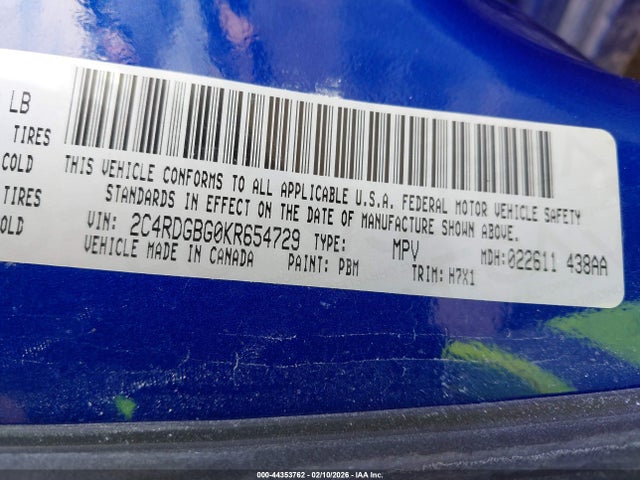 LB
TIRES
COLD
COLD
THIS VEHICLE CONFORMS TO ALL APPLICABLE U.S.A. FEDERAL MOTOR VEHICLE SAFETY
STANDARDS IN EFFECT ON THE DATE OF MANUFACTURE SHOWN ABOVE.
VIN: 2C4RDGBG0KR654729 TYPE: MPV MDH:022611 438AA
VEHICLE MADE IN CANADA PAINT: PBM TRIM: H7X1
000-44353762 - 02/10/2026 - IAA Inc.